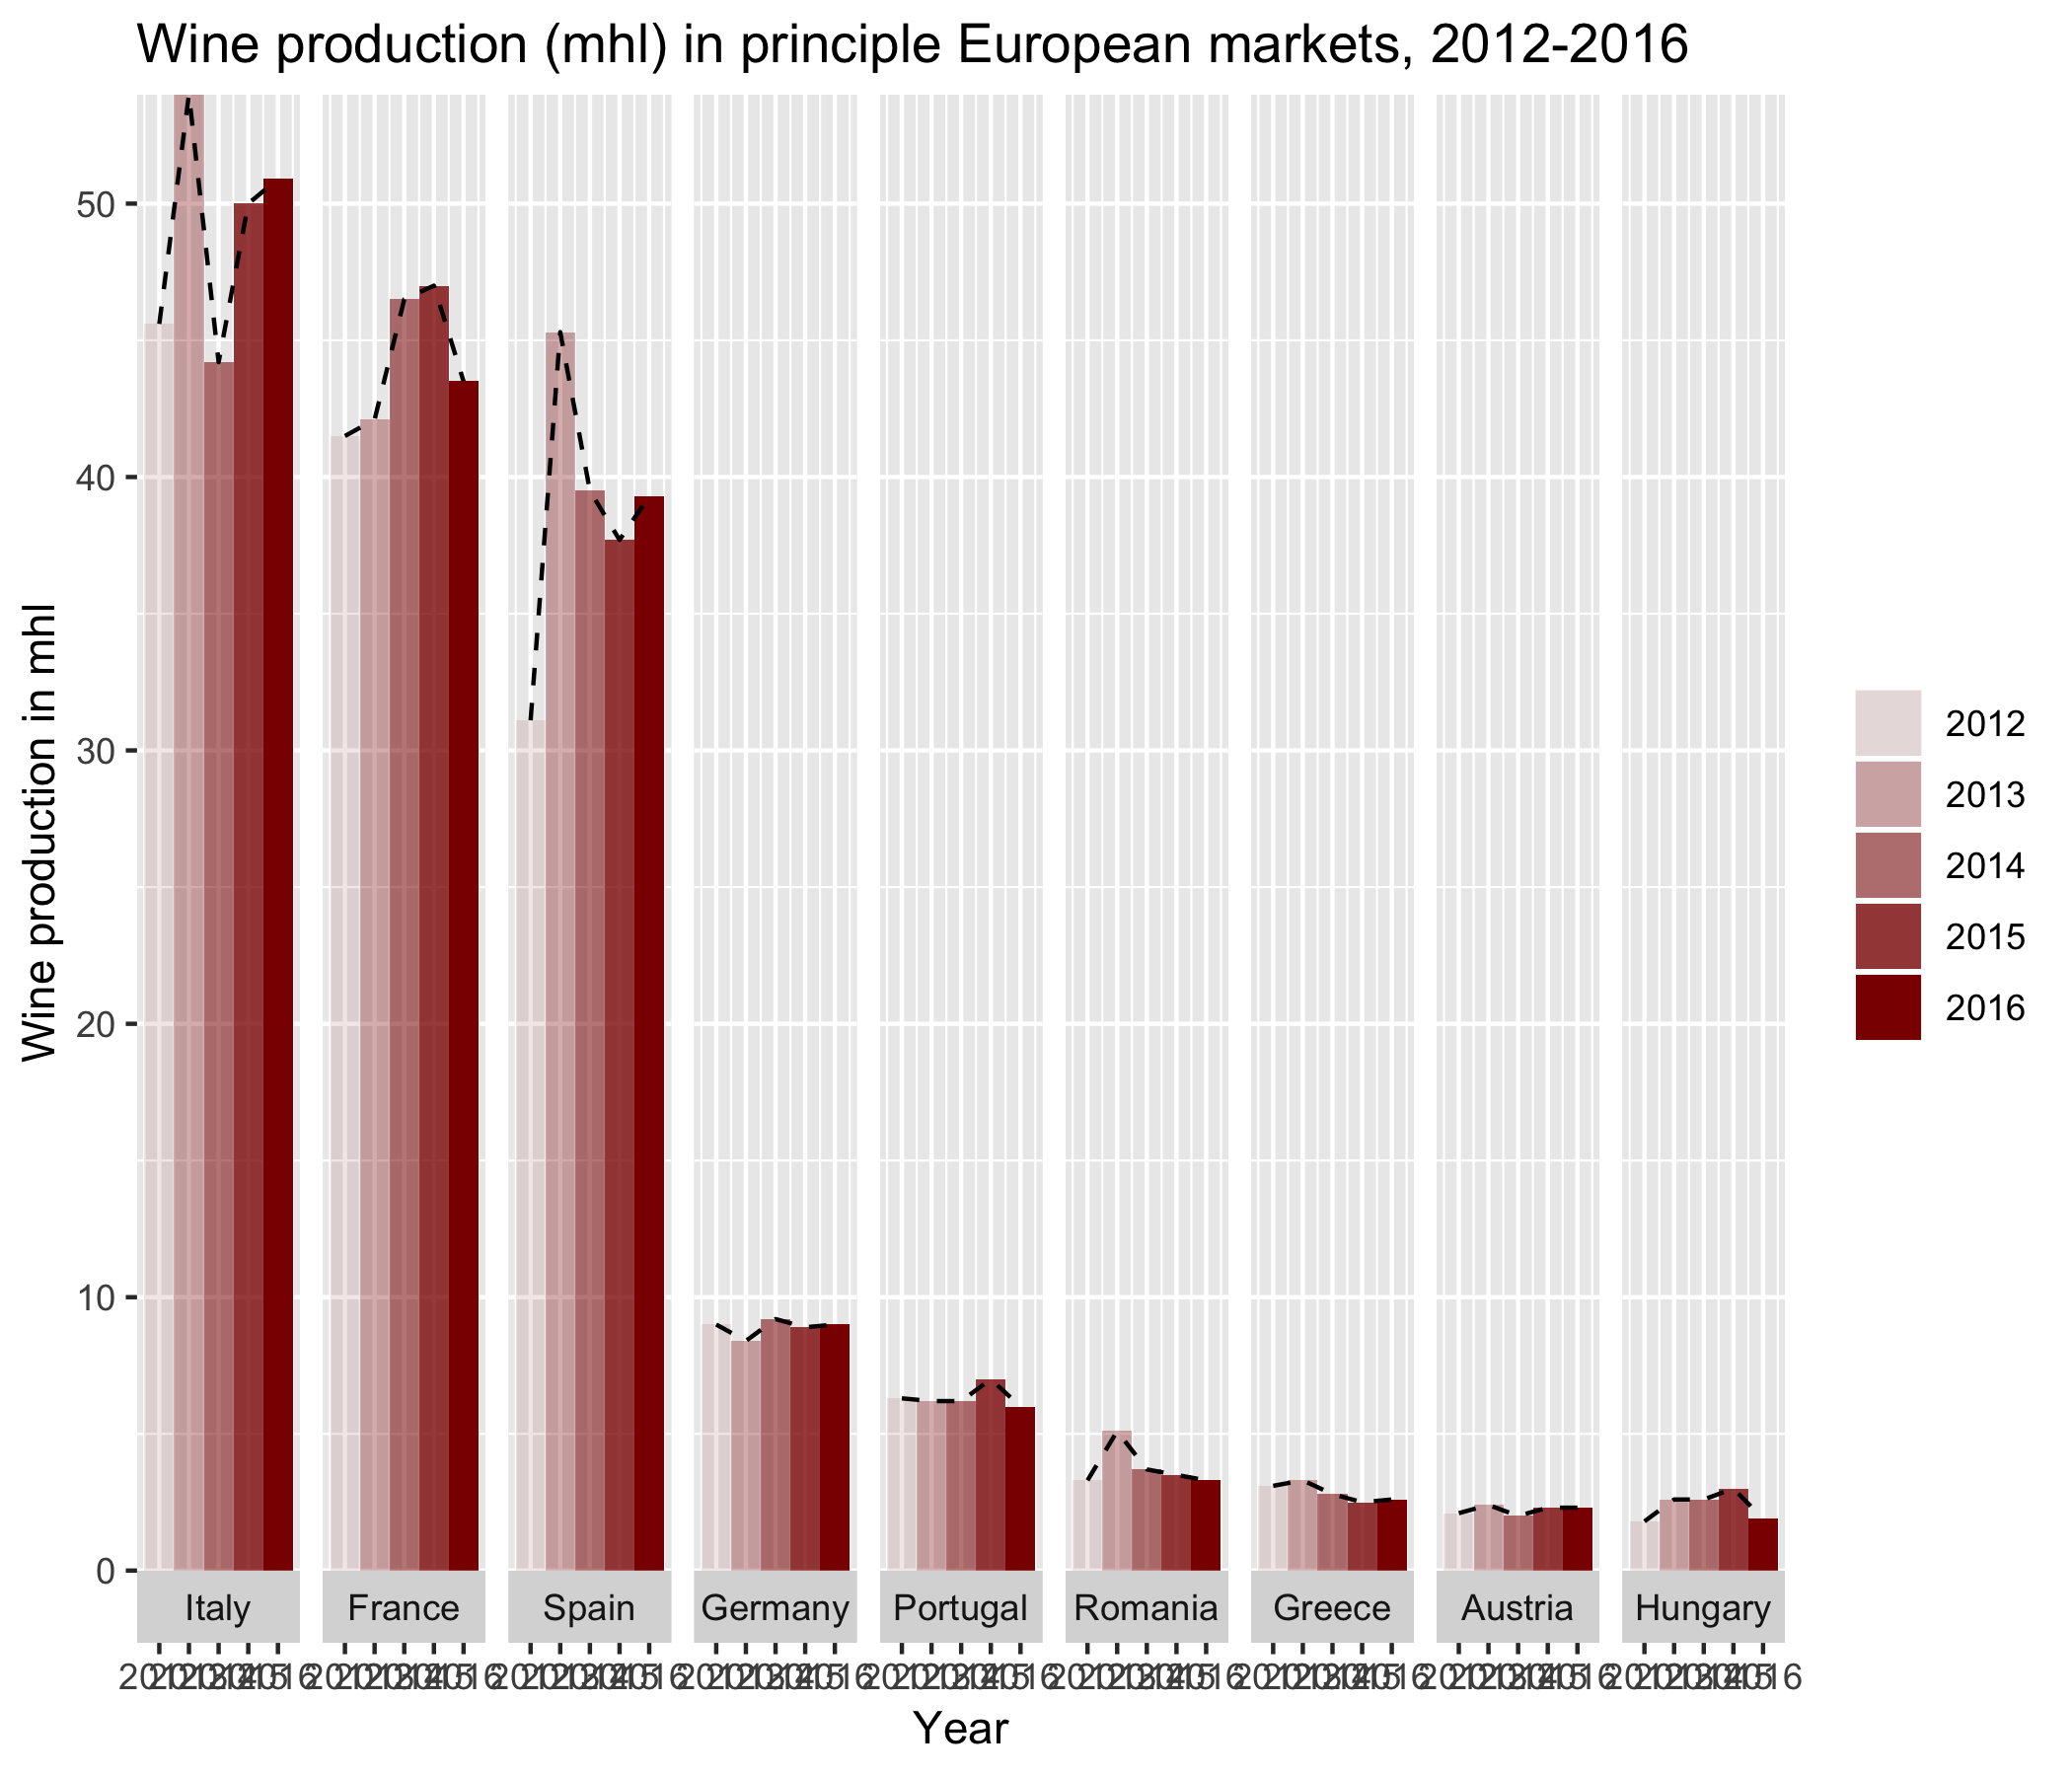 Wine production (mhl) in principle European markets, 2012-2016
Wine production in mhl
50
40
30
20
10
0
Italy France Spain Germany Portugal Romania Greece Austria Hungary
Year
2012
2013
2014
2015
2016